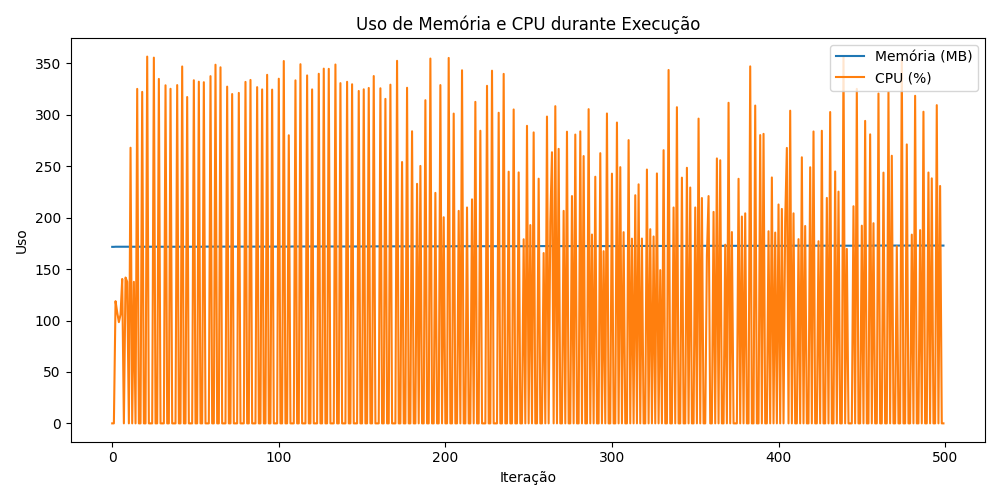 Uso de Memória e CPU durante Execução
Memória (MB)
CPU (%)
350
300
250
200
150
100
50
0
Uso
0 100 200 300 400 500
Iteração